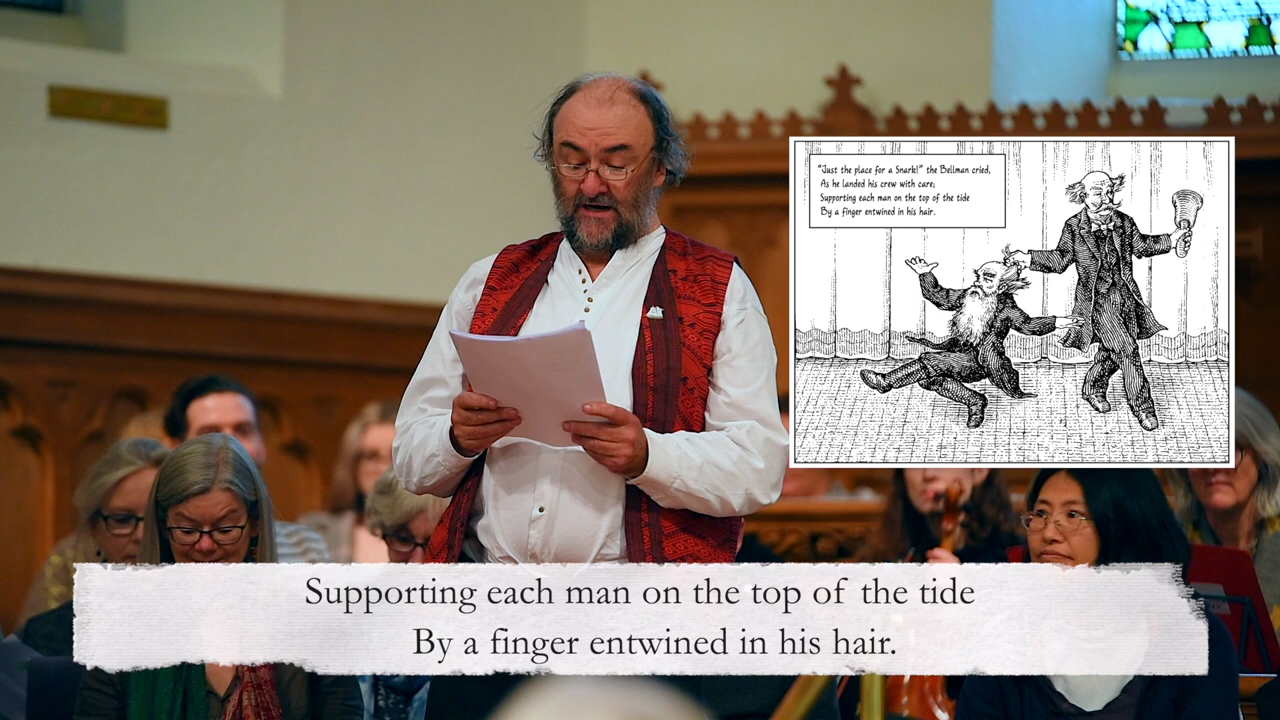 “Just the place for a Snark!” the Bellman cried,
As he landed his crew with care;
Supporting each man on the top of the tide
By a finger entwined in his hair.
Supporting each man on the top of the tide
By a finger entwined in his hair.